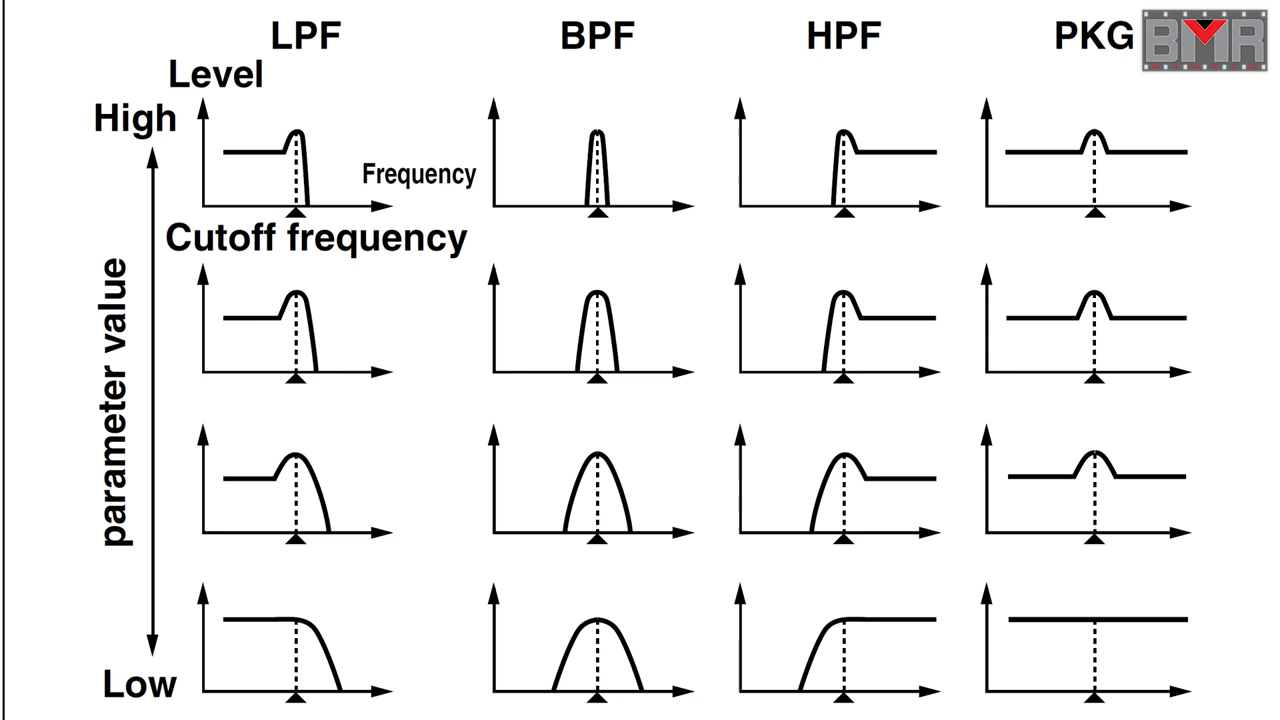 LPF
BPF
HPF
PKG
BMR
Level
High
Frequency
Cutoff frequency
parameter value
Low